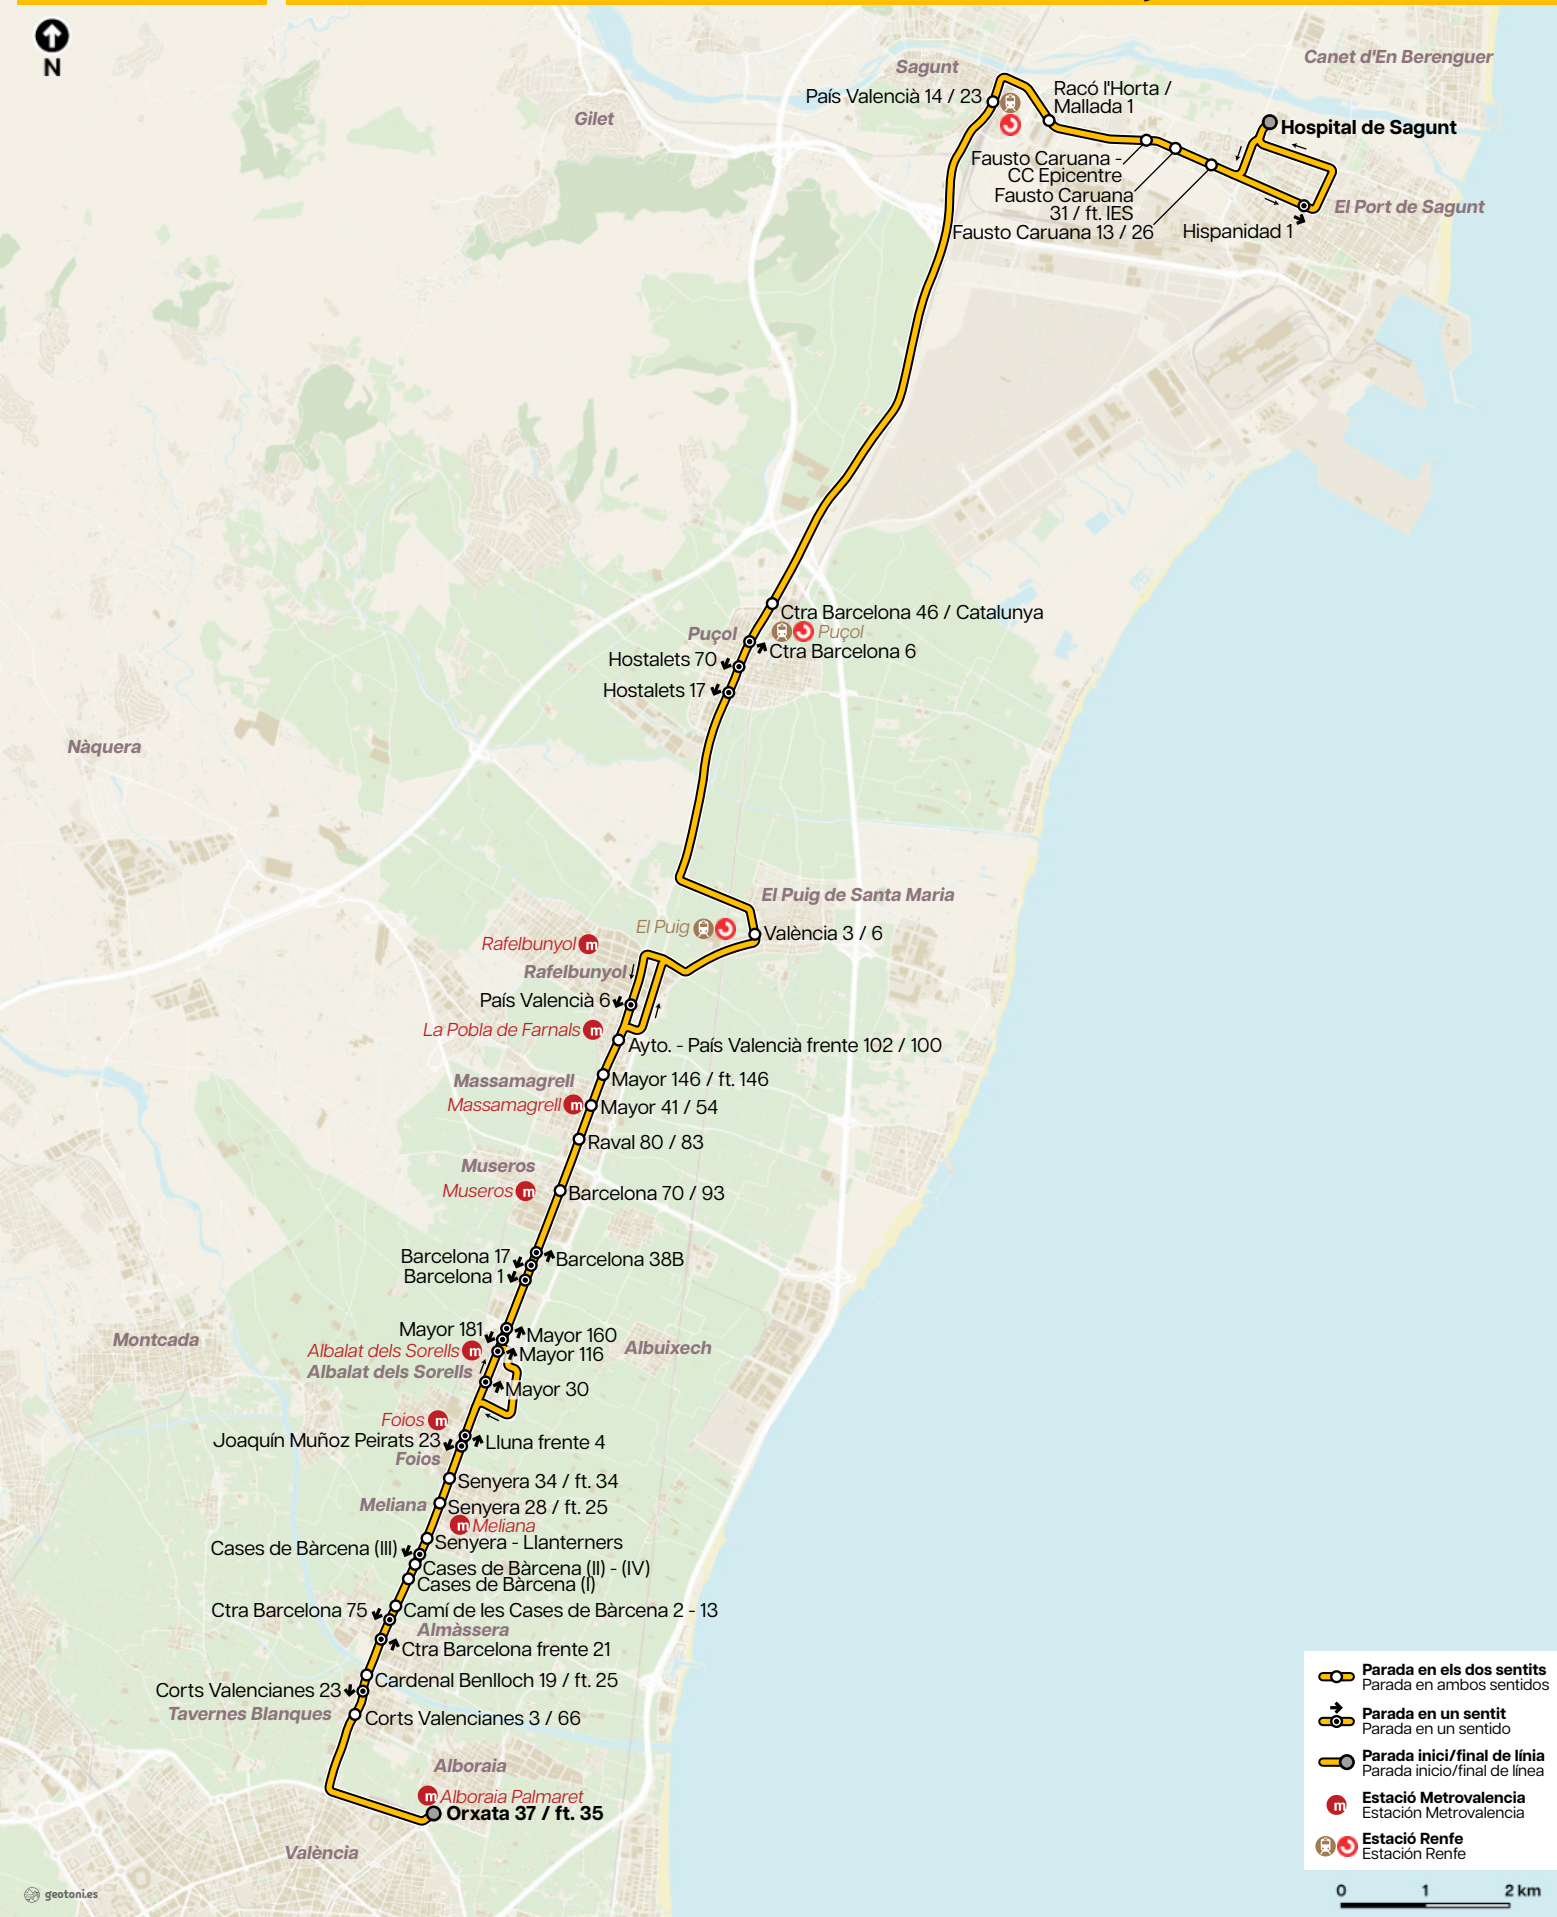 N
Sagunt
Canet d'En Berenguer
País Valencià 14 / 23
Racó l'Horta /
Mallada 1
Gilet
Hospital de Sagunt
Fausto Caruana -
CC Epicentre
Fausto Caruana
31 / ft. IES
Fausto Caruana 13 / 26
Hispanidad 1
El Port de Sagunt
Ctra Barcelona 46 / Catalunya
Puçol
Puçol
Ctra Barcelona 6
Hostalets 70
Hostalets 17
Nàquera
El Puig de Santa Maria
El Puig
València 3 / 6
Rafelbunyol m
Rafelbunyol
País Valencià 6
La Pobla de Farnals m
Ayto. - País Valencià frente 102 / 100
Massamagrell
Mayor 146 / ft. 146
Massamagrell m
Mayor 41 / 54
Raval 80 / 83
Museros
Museros m
Barcelona 70 / 93
Barcelona 17
Barcelona 38B
Barcelona 1
Mayor 181
Mayor 160
Montcada
Albalat dels Sorells m
Mayor 116
Albuixech
Albalat dels Sorells
Mayor 30
Foios m
Joaquín Muñoz Peirats 23
Lluna frente 4
Foios
Senyera 34 / ft. 34
Meliana
Senyera 28 / ft. 25
m Meliana
Senyera - Llanterners
Cases de Bàrcena (III)
Cases de Bàrcena (II) - (IV)
Cases de Bàrcena (I)
Ctra Barcelona 75
Camí de les Cases de Bàrcena 2 - 13
Almàssera
Ctra Barcelona frente 21
Cardenal Benlloch 19 / ft. 25
Corts Valencianes 23
Tavernes Blanques
Corts Valencianes 3 / 66
Alboraia
m Alboraia Palmaret
Orxata 37 / ft. 35
València
geotoni.es
Parada en els dos sentits
Parada en ambos sentidos
Parada en un sentit
Parada en un sentido
Parada inici/final de línia
Parada inicio/final de línea
m Estació Metrovalencia
Estación Metrovalencia
Estació Renfe
Estación Renfe
0 1 2 km